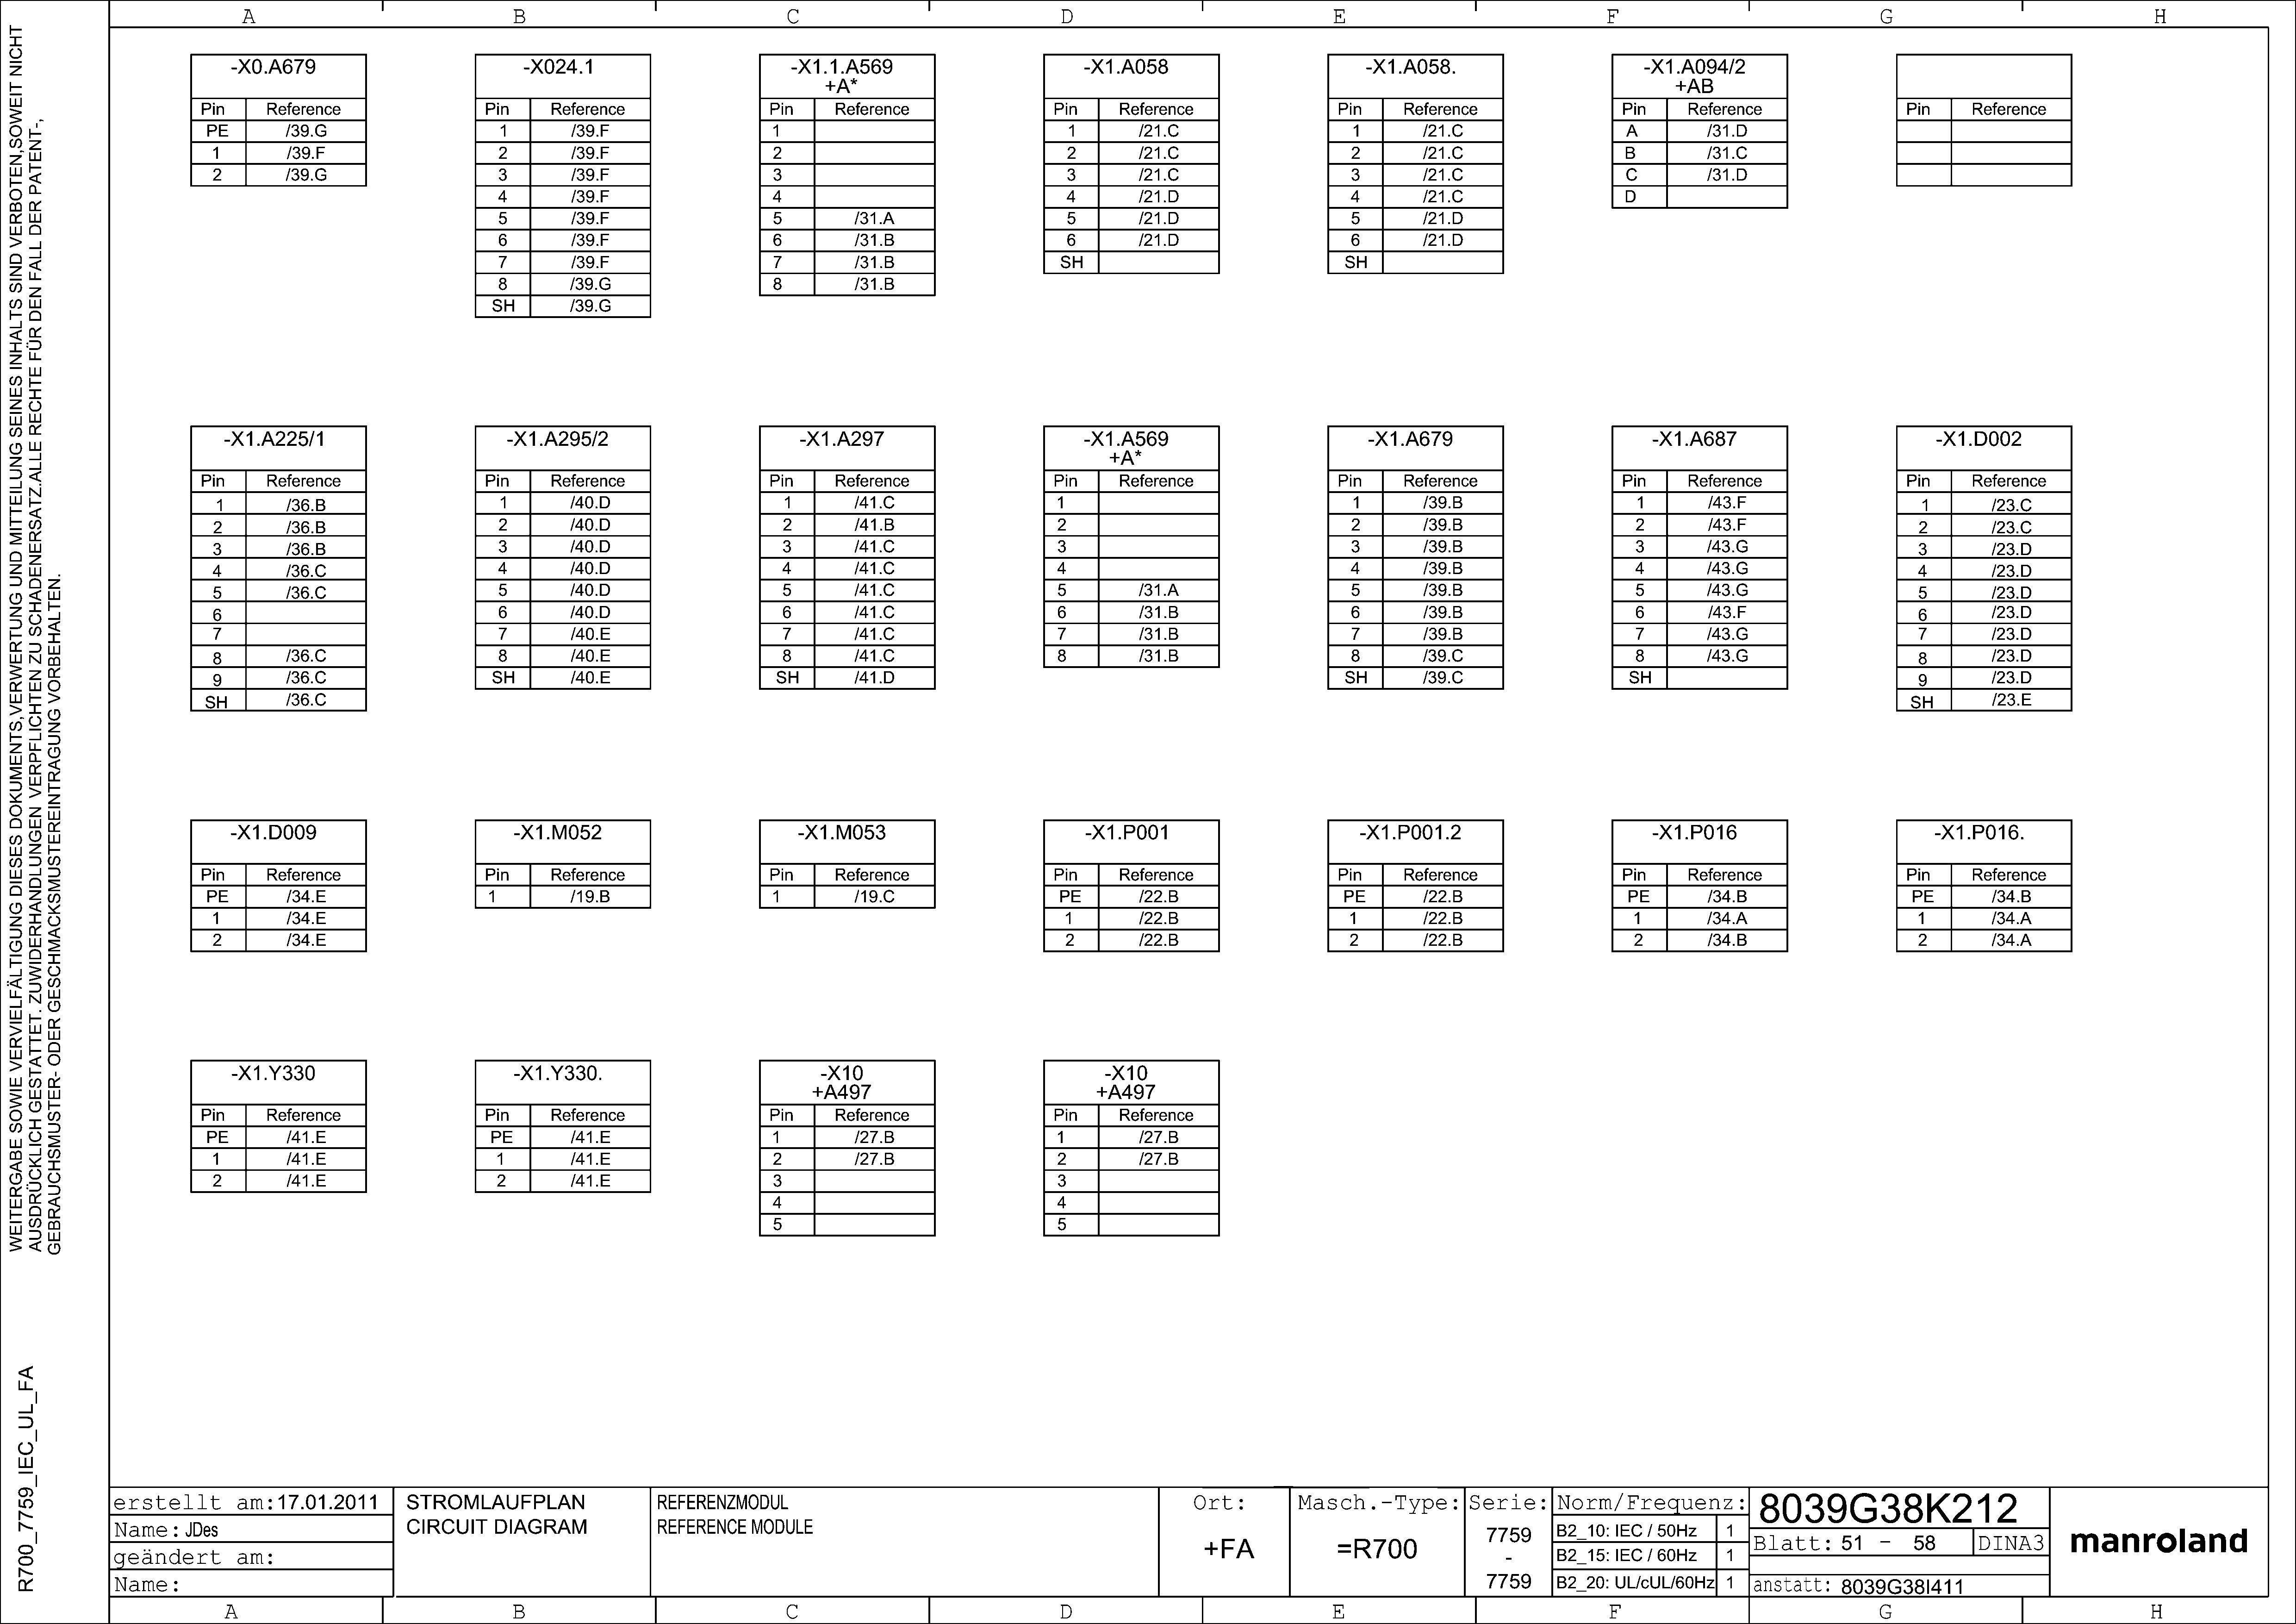 A B C D E F G H
WEITERGABE SOWIE VERVIELFÄLTIGUNG DIESES DOKUMENTS,VERWERTUNG UND MITTEILUNG SEINES INHALTS SIND VERBOTEN,SOWEIT NICHT
AUSDRÜCKLICH GESTATTET. ZUWIDERHANDLUNGEN VERPFLICHTEN ZU SCHADENERSATZ.ALLE RECHTE FÜR DEN FALL DER PATENT-,
GEBRAUCHSMUSTER- ODER GESCHMACKSMUSTEREINTRAGUNG VORBEHALTEN.
R700_7759_IEC_UL_FA
-X0.A679
Pin Reference
PE /39.G
1 /39.F
2 /39.G
-X024.1
Pin Reference
1 /39.F
2 /39.F
3 /39.F
4 /39.F
5 /39.F
6 /39.F
7 /39.F
8 /39.G
SH /39.G
-X1.1.A569
+A*
Pin Reference
1
2
3
4
5 /31.A
6 /31.B
7 /31.B
8 /31.B
-X1.A058
Pin Reference
1 /21.C
2 /21.C
3 /21.C
4 /21.D
5 /21.D
6 /21.D
SH
-X1.A058.
Pin Reference
1 /21.C
2 /21.C
3 /21.C
4 /21.C
5 /21.D
6 /21.D
SH
-X1.A094/2
+AB
Pin Reference
A /31.D
B /31.C
C /31.D
D
Pin Reference
-X1.A225/1
Pin Reference
1 /36.B
2 /36.B
3 /36.B
4 /36.C
5 /36.C
6
7
8 /36.C
9 /36.C
SH /36.C
-X1.A295/2
Pin Reference
1 /40.D
2 /40.D
3 /40.D
4 /40.D
5 /40.D
6 /40.D
7 /40.E
8 /40.E
SH /40.E
-X1.A297
Pin Reference
1 /41.C
2 /41.B
3 /41.C
4 /41.C
5 /41.C
6 /41.C
7 /41.C
8 /41.C
SH /41.D
-X1.A569
+A*
Pin Reference
1
2
3
4
5 /31.A
6 /31.B
7 /31.B
8 /31.B
-X1.A679
Pin Reference
1 /39.B
2 /39.B
3 /39.B
4 /39.B
5 /39.B
6 /39.B
7 /39.B
8 /39.C
SH /39.C
-X1.A687
Pin Reference
1 /43.F
2 /43.F
3 /43.G
4 /43.G
5 /43.G
6 /43.F
7 /43.G
8 /43.G
SH
-X1.D002
Pin Reference
1 /23.C
2 /23.C
3 /23.D
4 /23.D
5 /23.D
6 /23.D
7 /23.D
8 /23.D
9 /23.D
SH /23.E
-X1.D009
Pin Reference
PE /34.E
1 /34.E
2 /34.E
-X1.M052
Pin Reference
1 /19.B
-X1.M053
Pin Reference
1 /19.C
-X1.P001
Pin Reference
PE /22.B
1 /22.B
2 /22.B
-X1.P001.2
Pin Reference
PE /22.B
1 /22.B
2 /22.B
-X1.P016
Pin Reference
PE /34.B
1 /34.A
2 /34.B
-X1.P016.
Pin Reference
PE /34.B
1 /34.A
2 /34.A
-X1.Y330
Pin Reference
PE /41.E
1 /41.E
2 /41.E
-X1.Y330.
Pin Reference
PE /41.E
1 /41.E
2 /41.E
-X10
+A497
Pin Reference
1 /27.B
2 /27.B
3
4
5
-X10
+A497
Pin Reference
1 /27.B
2 /27.B
3
4
5
erstellt am:17.01.2011
Name: JDes
geändert am:
Name:
STROMLAUFPLAN
CIRCUIT DIAGRAM
REFERENZMODUL
REFERENCE MODULE
Ort:
+FA
Masch.-Type:
=R700
Serie:
7759
-
7759
Norm/Frequenz:
B2_10: IEC / 50Hz 1
B2_15: IEC / 60Hz 1
B2_20: UL/cUL/60Hz 1
8039G38K212
Blatt: 51 - 58 DINA3
anstatt: 8039G38I411
manroland
A B C D E F G H